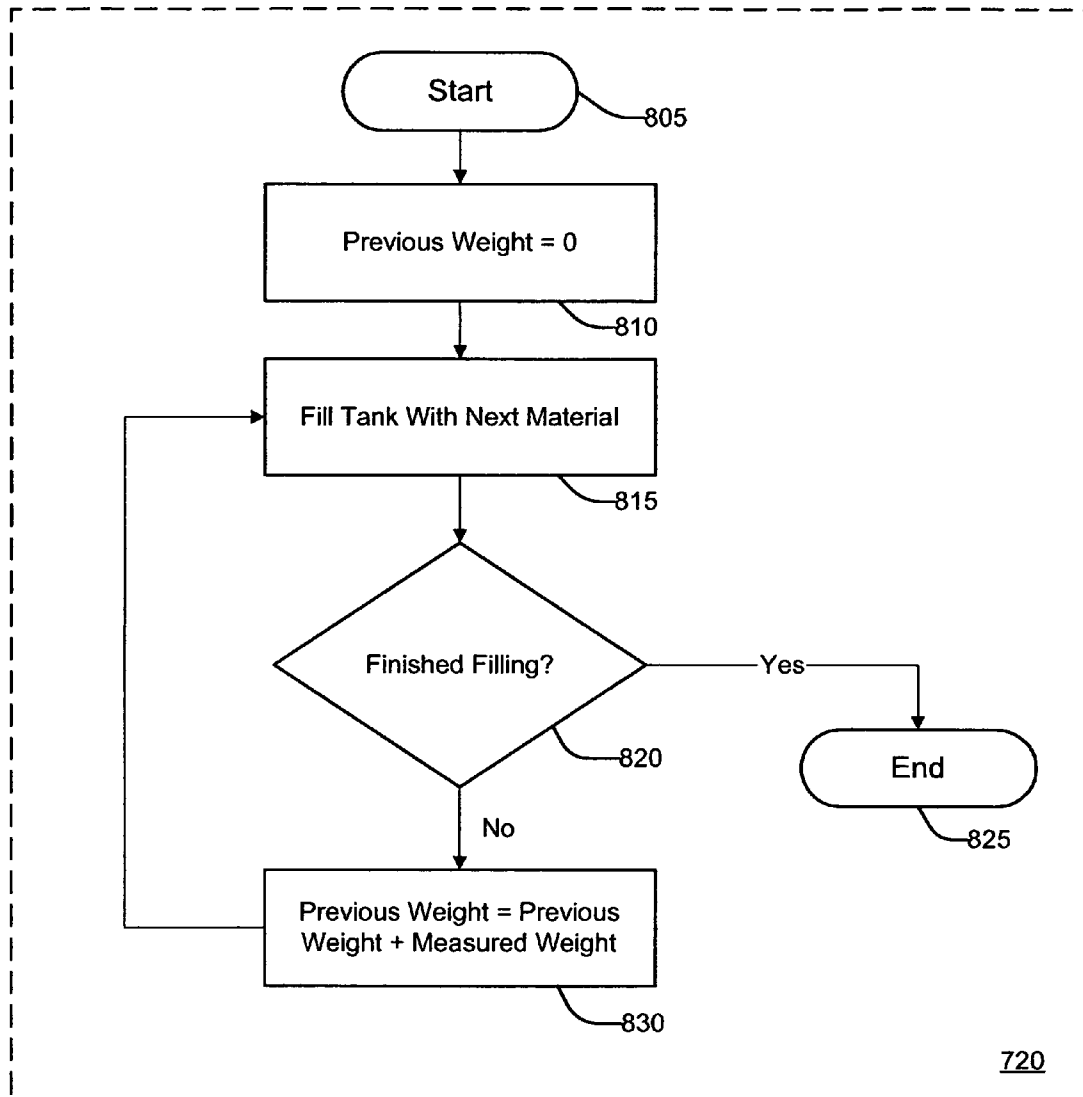 Start
805
Previous Weight = 0
810
Fill Tank With Next Material
815
Finished Filling?
Yes
820
End
825
No
Previous Weight = Previous
Weight + Measured Weight
830
720